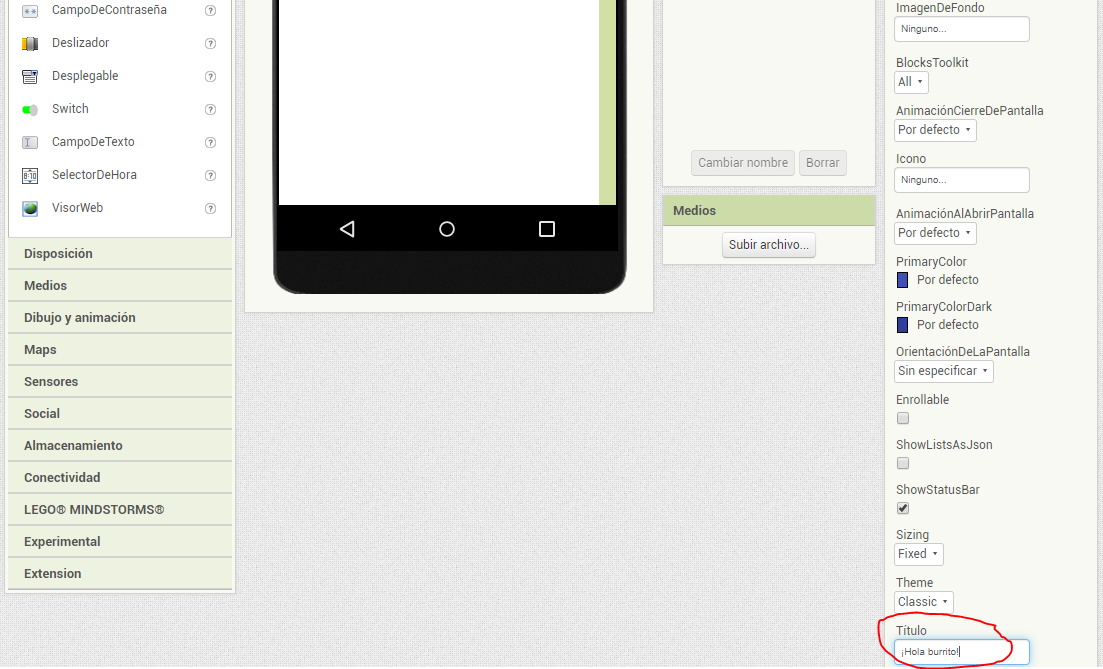 CampoDeContraseña
Deslizador
Desplegable
Switch
CampoDeTexto
SelectorDeHora
VisorWeb
Disposición
Medios
Dibujo y animación
Maps
Sensores
Social
Almacenamiento
Conectividad
LEGO® MINDSTORMS®
Experimental
Extension
Cambiar nombre Borrar
Medios
Subir archivo...
ImagenDeFondo
Ninguno...
BlocksToolkit
All
AnimaciónCierreDePantalla
Por defecto
Icono
Ninguno...
AnimaciónAlAbrirPantalla
Por defecto
PrimaryColor
Por defecto
PrimaryColorDark
Por defecto
OrientaciónDeLaPantalla
Sin especificar
Enrollable
ShowListsAsJson
ShowStatusBar
Sizing
Fixed
Theme
Classic
Título
¡Hola burrito!